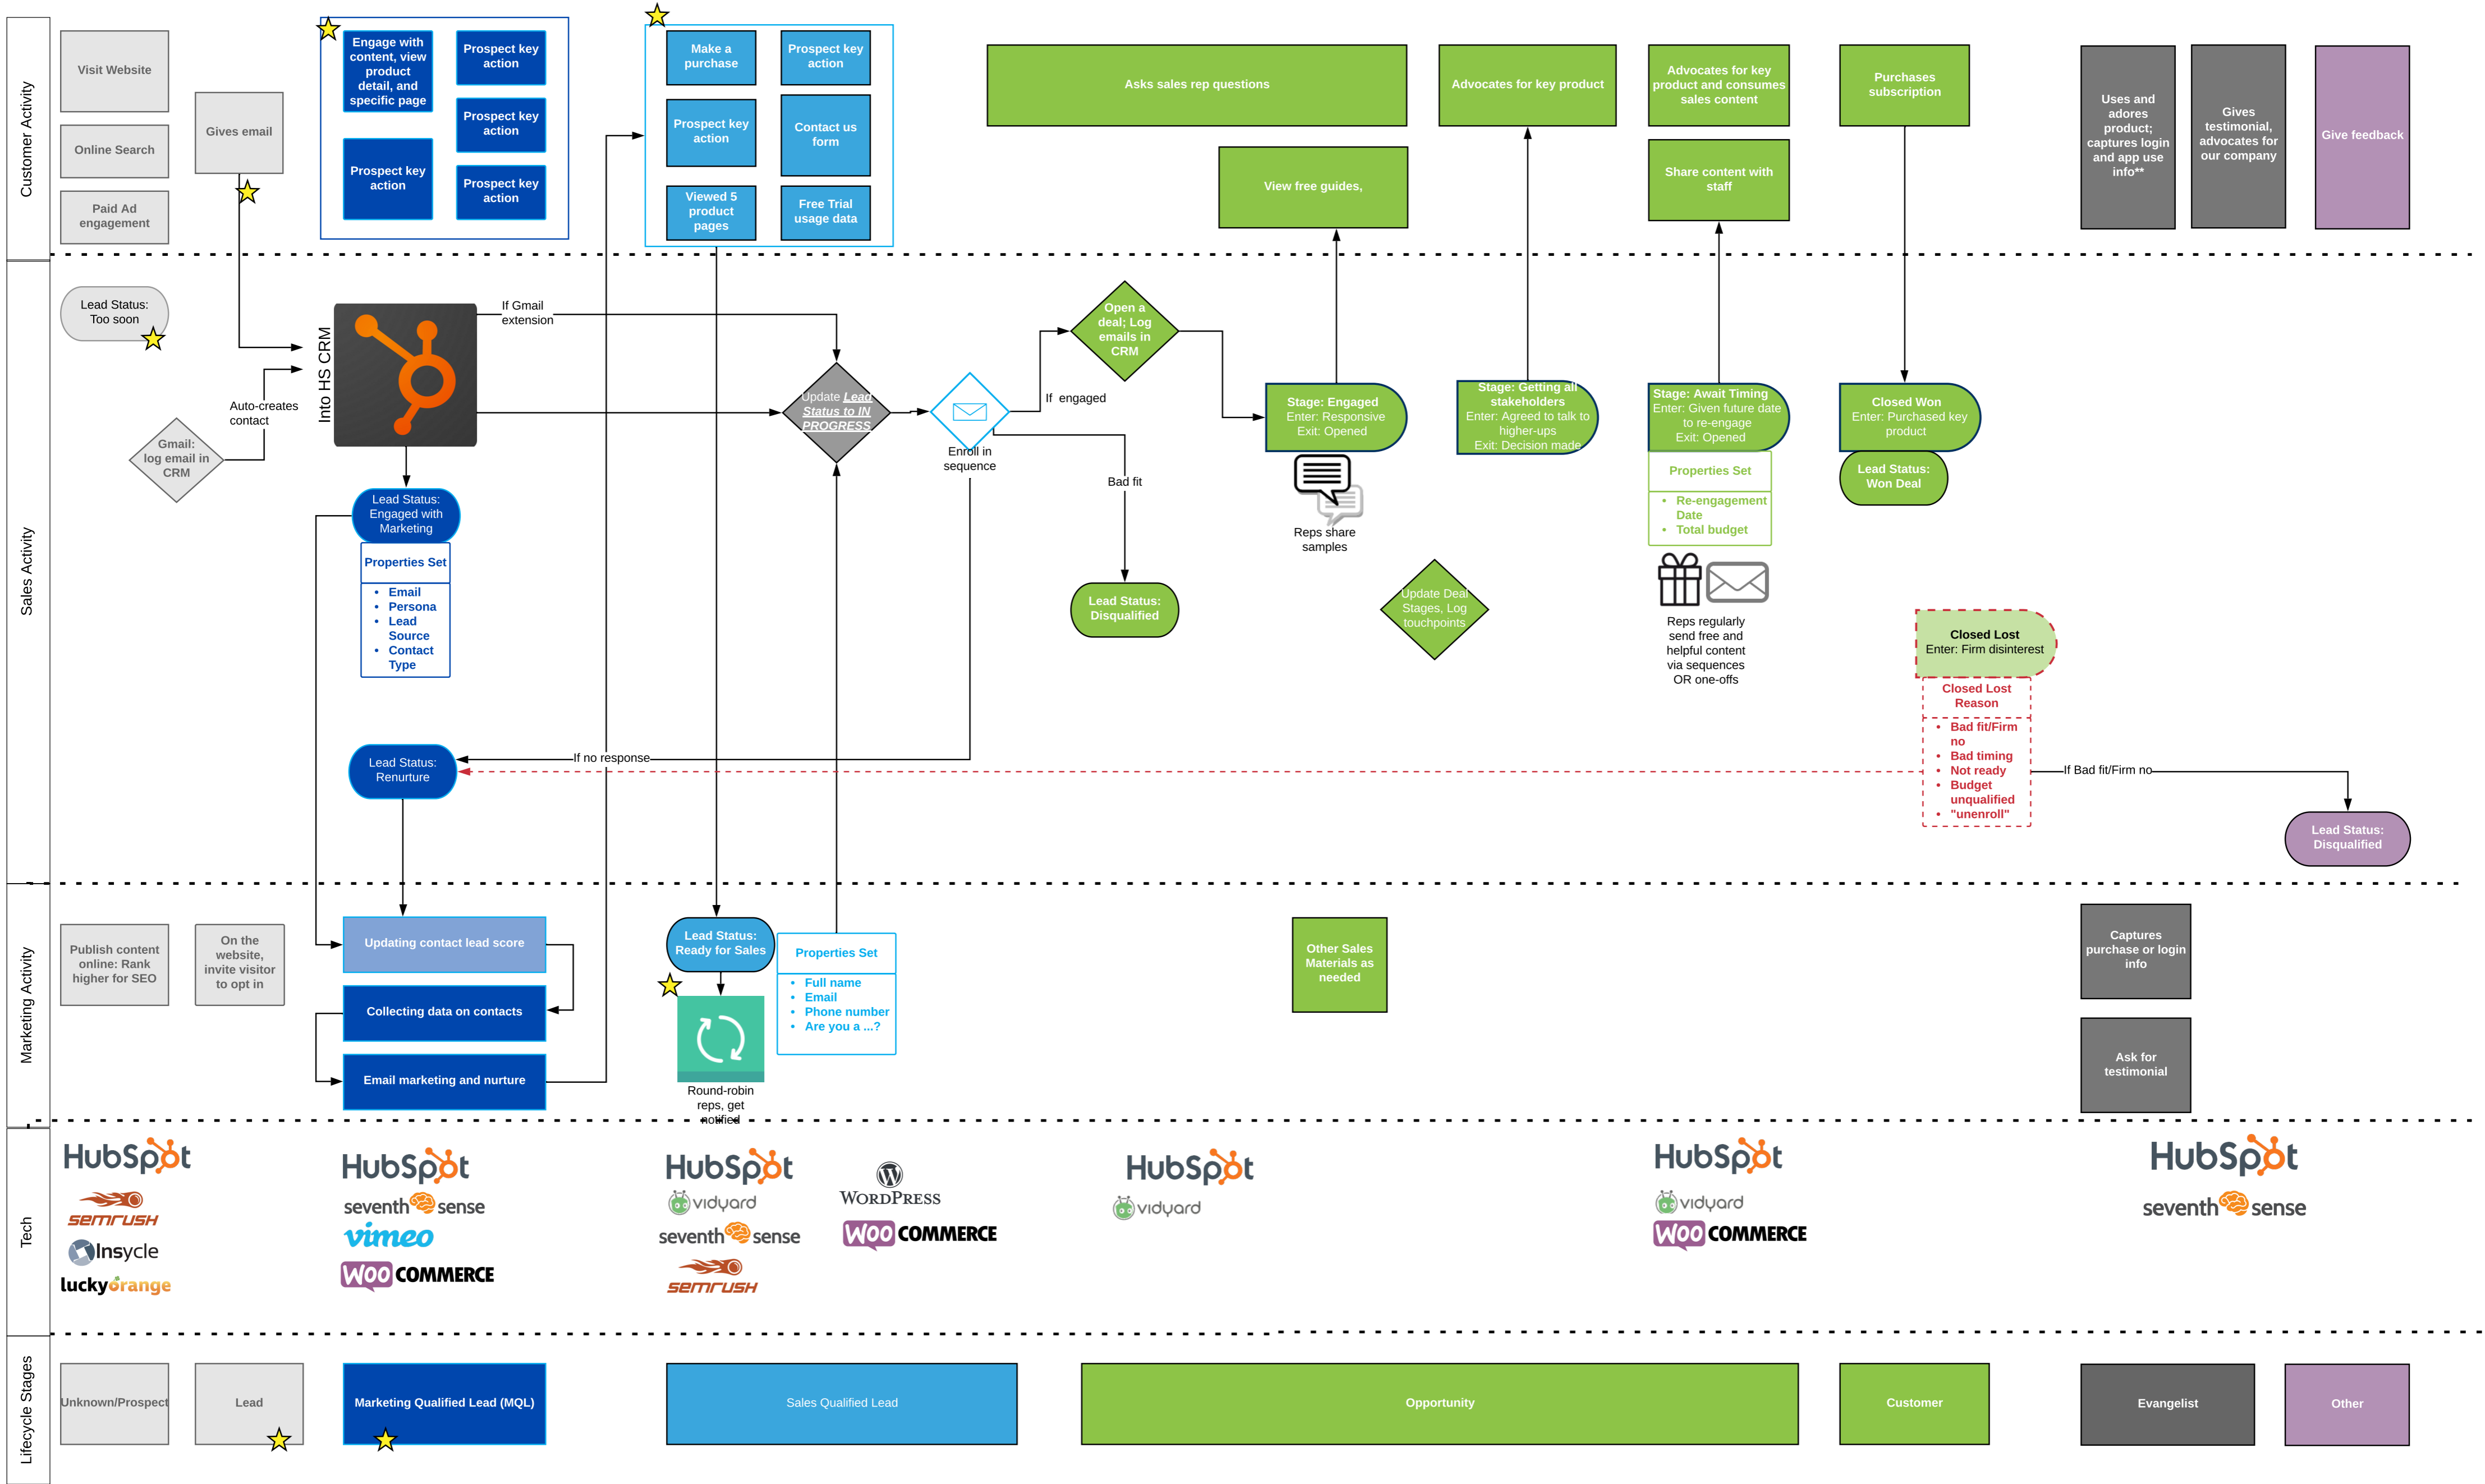 Customer Activity
Visit Website
Online Search
Paid Ad
engagement
Gives email
Engage with
content, view
product
detail, and
specific page
Prospect key
action
Prospect key
action
Prospect key
action
Prospect key
action
Make a
purchase
Prospect key
action
Prospect key
action
Contact us
form
Viewed 5
product
pages
Free Trial
usage data
Asks sales rep questions
View free guides,
Advocates for key product
Advocates for key
product and consumes
sales content
Share content with
staff
Purchases
subscription
Uses and
adores
product;
captures login
and app use
info**
Gives
testimonial,
advocates for
our company
Give feedback
Sales Activity
Lead Status:
Too soon
Gmail:
log email in
CRM
Auto-creates
contact
Into HS CRM
If Gmail
extension
Lead Status:
Engaged with
Marketing
Properties Set
• Email
• Persona
• Lead
Source
• Contact
Type
Lead Status:
Renurture
If no response
Update Lead
Status to IN
PROGRESS
Enroll in
sequence
If engaged
Bad fit
Open a
deal; Log
emails in
CRM
Lead Status:
Disqualified
Stage: Engaged
Enter: Responsive
Exit: Opened
Reps share
samples
Stage: Getting all
stakeholders
Enter: Agreed to talk to
higher-ups
Exit: Decision made
Update Deal
Stages, Log
touchpoints
Stage: Await Timing
Enter: Given future date
to re-engage
Exit: Opened
Properties Set
• Re-engagement
Date
• Total budget
Reps regularly
send free and
helpful content
via sequences
OR one-offs
Closed Won
Enter: Purchased key
product
Lead Status:
Won Deal
Closed Lost
Enter: Firm disinterest
Closed Lost
Reason
• Bad fit/Firm
no
• Bad timing
• Not ready
• Budget
unqualified
• "unenroll"
If Bad fit/Firm no
Lead Status:
Disqualified
Marketing Activity
Publish content
online: Rank
higher for SEO
On the
website,
invite visitor
to opt in
Updating contact lead score
Collecting data on contacts
Email marketing and nurture
Lead Status:
Ready for Sales
Round-robin
reps, get
notified
Properties Set
• Full name
• Email
• Phone number
• Are you a ...?
Other Sales
Materials as
needed
Captures
purchase or login
info
Ask for
testimonial
Tech
HubSpot
semrush
Insycle
luckyorange
HubSpot
seventh sense
vimeo
WOO COMMERCE
HubSpot
vidyard
seventh sense
semrush
WORDPRESS
WOO COMMERCE
HubSpot
vidyard
HubSpot
vidyard
WOO COMMERCE
HubSpot
seventh sense
Lifecycle Stages
Unknown/Prospect
Lead
Marketing Qualified Lead (MQL)
Sales Qualified Lead
Opportunity
Customer
Evangelist
Other